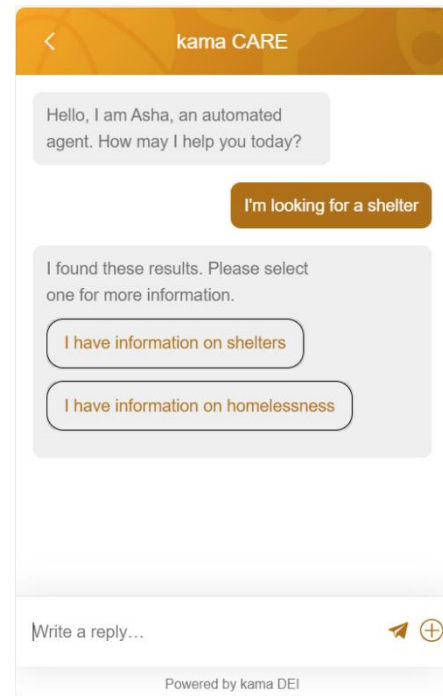 kama CARE
Hello, I am Asha, an automated
agent. How may I help you today?
I'm looking for a shelter
I found these results. Please select
one for more information.
I have information on shelters
I have information on homelessness
Write a reply...
Powered by kama DEI